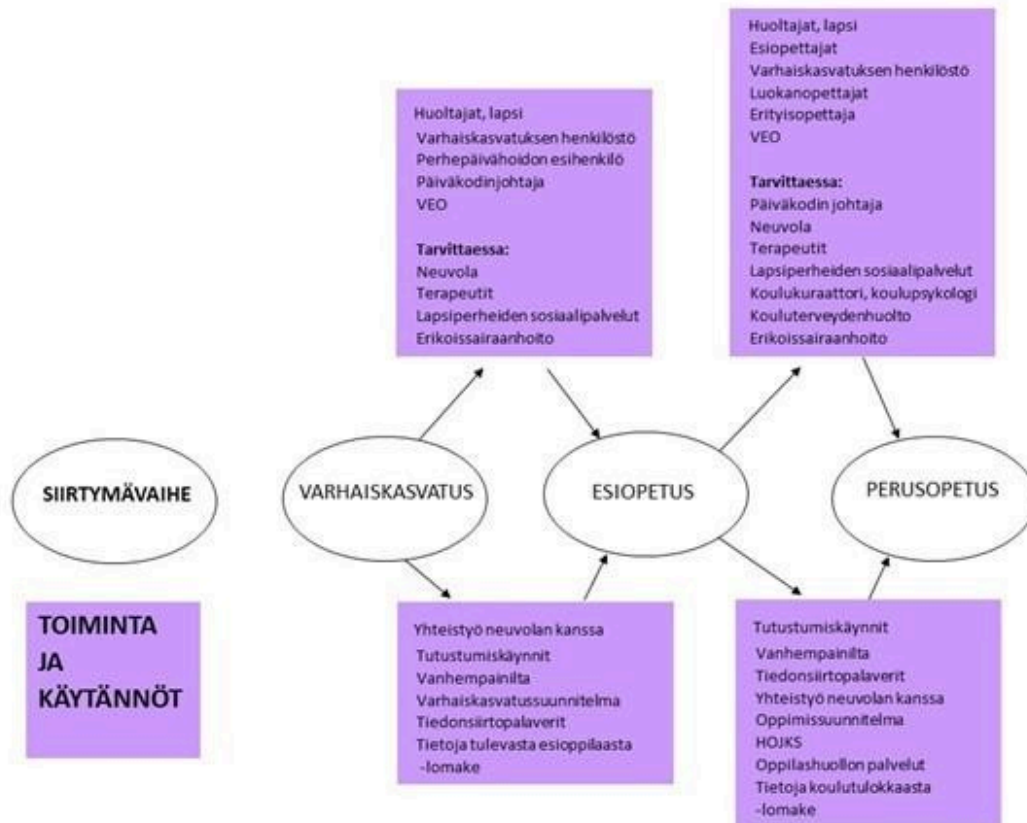 Huoltajat, lapsi
Varhaiskasvatuksen henkilöstö
Perhepäivähoidon esihenkilö
Päiväkodinjohtaja
VEO
Tarvittaessa:
Neuvola
Terapeutit
Lapsiperheiden sosiaalipalvelut
Erikoissairaanhoito
Huoltajat, lapsi
Esiopettajat
Varhaiskasvatuksen henkilöstö
Luokanopettajat
Erityisopettaja
VEO
Tarvittaessa:
Päiväkodin johtaja
Neuvola
Terapeutit
Lapsiperheiden sosiaalipalvelut
Koulukuraattori, koulupsykologi
Kouluterveydenhuolto
Erikoissairaanhoito
SIIRTYMÄVAIHE
VARHAISKASVATUS
ESIOPETUS
PERUSOPETUS
TOIMINTA
JA
KÄYTÄNNÖT
Yhteistyö neuvolan kanssa
Tutustumiskäynnit
Vanhempainilta
Varhaiskasvatussuunnitelma
Tiedonsiirtopalaverit
Tietoja tulevasta esioppilaasta
-lomake
Tutustumiskäynnit
Vanhempainilta
Tiedonsiirtopalaverit
Yhteistyö neuvolan kanssa
Oppimissuunnitelma
HOJKS
Oppilashuollon palvelut
Tietoja koulutulokkaasta
-lomake